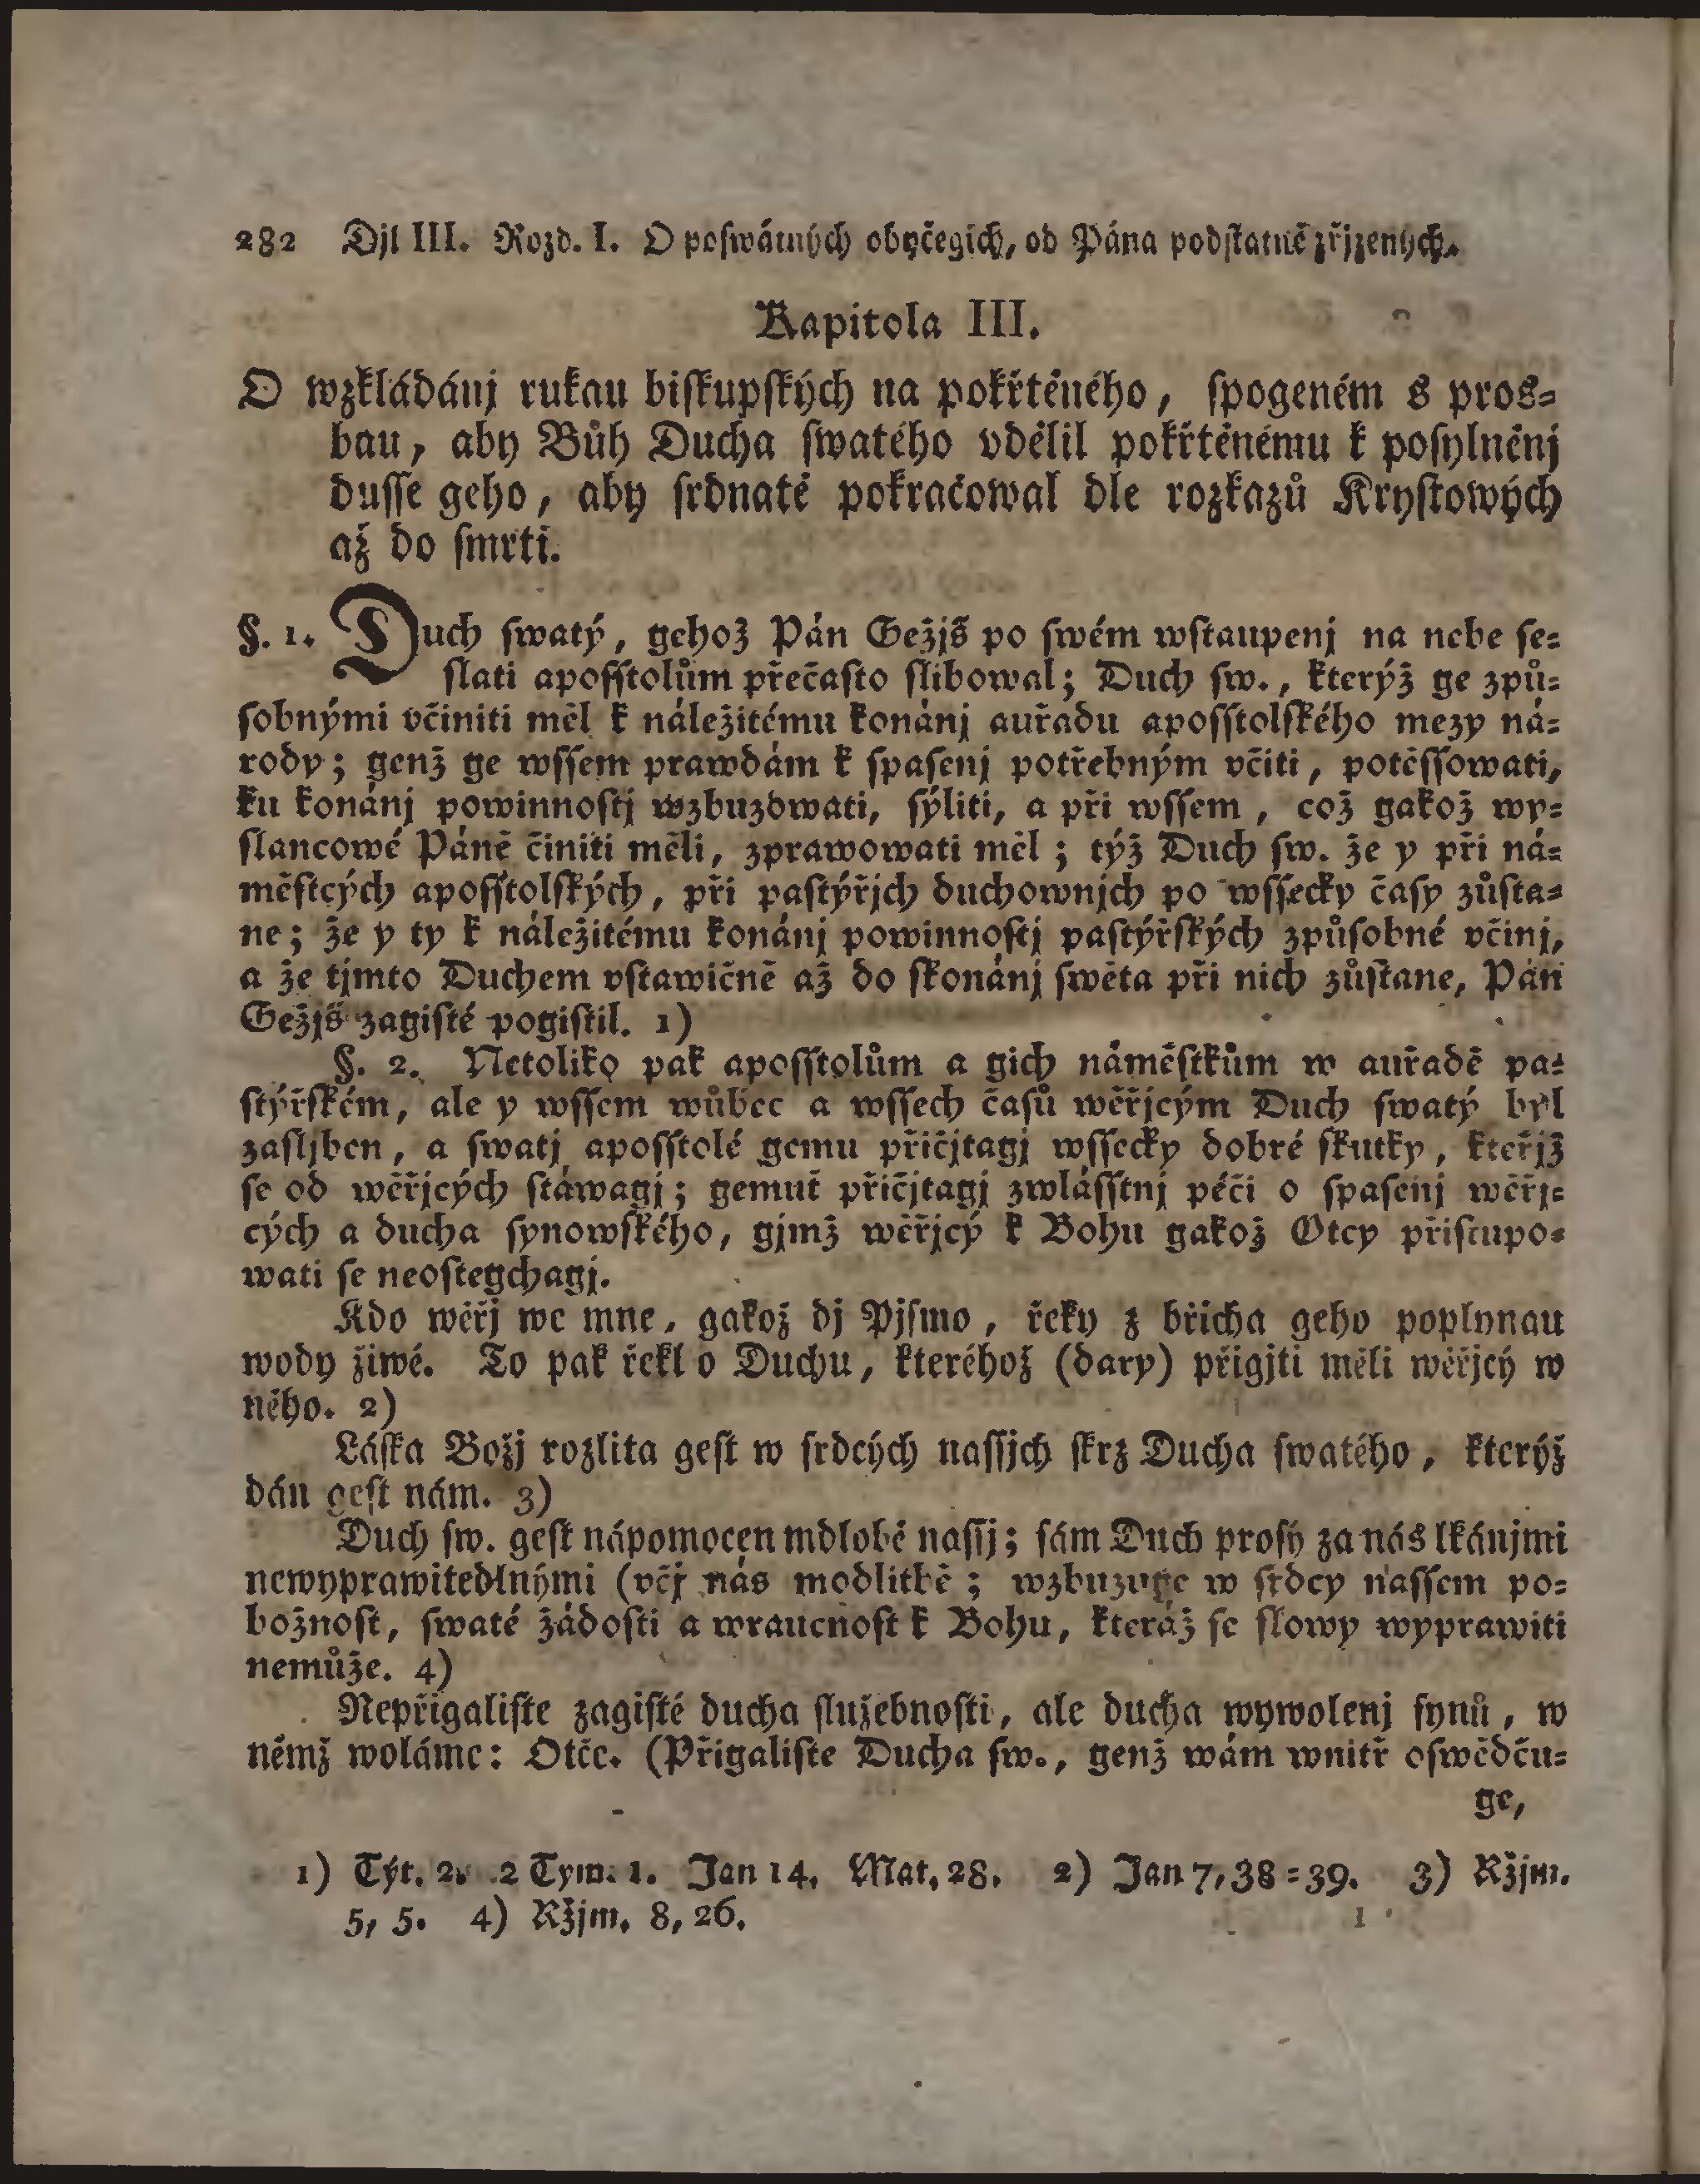 282 Djl III. Rozd. I. O poſwátných obyčegich, od Pána podſtatně zřjzených.
Kapitola III.
O wzkládánj rukau biſkupſkých na pokřtěného, ſpogeném s pros⸗
bau, aby Bůh Ducha ſwatého vdělil pokřtěnému k poſylněnj
duſſe geho, aby ſrdnatě pokračowal dle rozkazů Kryſtowých
až do ſmrti.
§. 1. Duch ſwatý, gehož Pán Gežjš po ſwém wſtaupenj na nebe ſe⸗
ſlati apoſſtolům přečaſto ſlibowal; Duch ſw., kterýž ge způ⸗
ſobnými včiniti měl k náležitému konánj auřadu apoſſtolſkého mezy ná⸗
rody; genž ge wſſem prawdám k ſpaſenj potřebným včiti, potěſſowati,
ku konánj powinnoſtj wzbuzowati, ſýliti, a při wſſem, což gakož wy⸗
ſlancowé Páně činiti měli, zprawowati měl; týž Duch ſw. že y při ná⸗
měſtcých apoſſtolſkých, při paſtýřjch duchownjch po wſſecky čaſy zůſta⸗
ne; že y ty k náležitému konánj powinnoſtj paſtýřſkých způſobné včinj,
a že tjmto Duchem vſtawičně až do ſkonánj ſwěta při nich zůſtane, Pán
Gežjš zagiſté pogiſtil. 1)
§. 2. Netoliko pak apoſſtolům a gich náměſtkům w auřadě pa⸗
ſtýřſkém, ale y wſſem wůbec a wſſech čaſů wěřjcým Duch ſwatý byl
zaſljben, a ſwatj apoſſtolé gemu přičjtagj wſſecky dobré ſkutky, kteřjž
ſe od wěřjcých ſtáwagj; gemuť přičjtagj zwláſſtnj péči o ſpaſenj wěřj⸗
cých a ducha ſynowſkého, gjmž wěřjcý k Bohu gakož Otcy přiſtupo⸗
wati ſe neoſtegchagj.
Kdo wěřj we mne, gakož dj Pjſmo, řeky z břicha geho poplynau
wody žiwé. To pak řekl o Duchu, kteréhož (dary) přigjti měli wěřjcý w
něho. 2)
Láſka Božj rozlita geſt w ſrdcých naſſjch ſkrz Ducha ſwatého, kterýž
dán geſt nám. 3)
Duch ſw. geſt nápomocen mdlobě naſſj; ſám Duch proſý za nás lkánjmi
newyprawitedlnými (včj nás modlitbě; wzbuzuge w ſrdcy naſſem po⸗
božnoſt, ſwaté žádoſti a wraucnoſt k Bohu, kteráž ſe ſlowy wyprawiti
nemůže. 4)
Nepřigaliſte zagiſté ducha ſlužebnoſti, ale ducha wywolenj ſynů, w
němž woláme: Otče. (Přigaliſte Ducha ſw., genž wám wnitř oſwědču⸗
ge,
1) Týt. 2. 2 Tym. 1. Jan 14. Mat. 28. 2) Jan 7, 38⸗39. 3) Ržjm.
5, 5. 4) Ržjm. 8, 26.